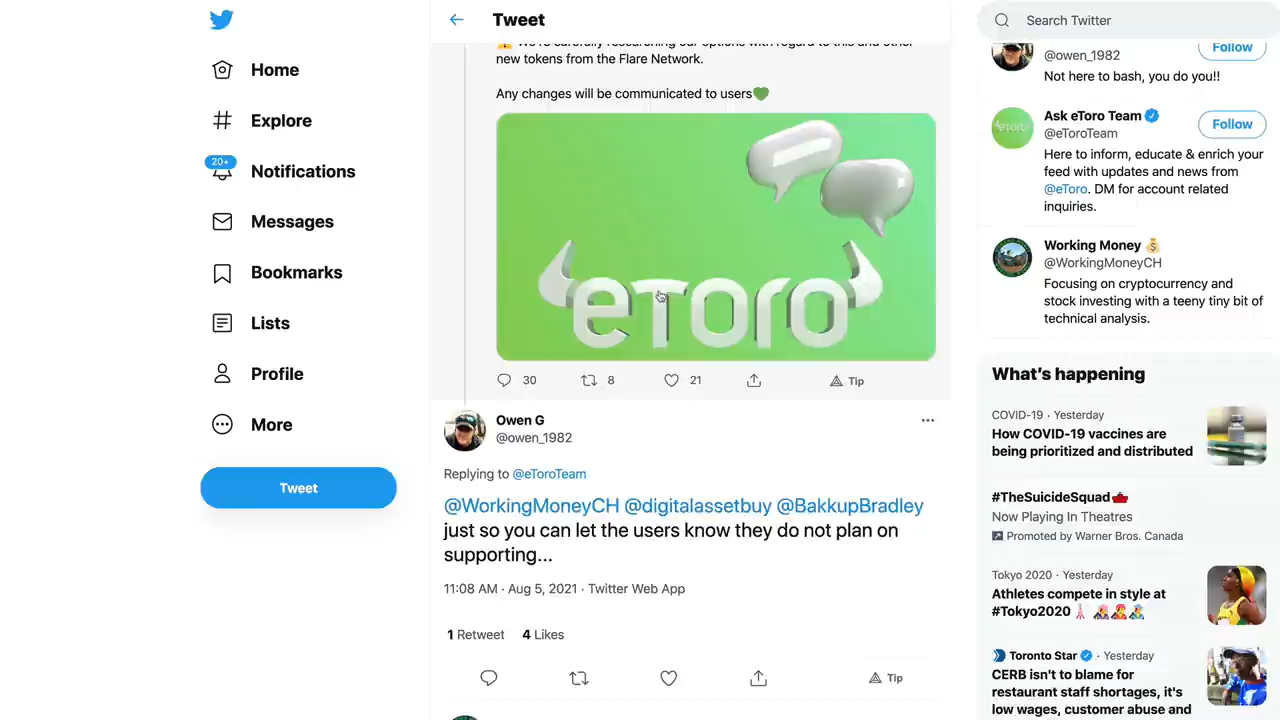 Home
Explore
20+
Notifications
Messages
Bookmarks
Lists
Profile
More
Tweet
Tweet
⚠️ We're carefully researching our options with regard to this and other
new tokens from the Flare Network.
Any changes will be communicated to users💚
eToro
30
8
21
Tip
Owen G
@owen_1982
Replying to @eToroTeam
@WorkingMoneyCH @digitalassetbuy @BakkupBradley
just so you can let the users know they do not plan on
supporting...
11:08 AM · Aug 5, 2021 · Twitter Web App
1 Retweet 4 Likes
Tip
Search Twitter
@owen_1982
Follow
Not here to bash, you do you!!
eToro
Ask eToro Team
@eToroTeam
Follow
Here to inform, educate & enrich your
feed with updates and news from
@eToro. DM for account related
inquiries.
Working Money 💰
@WorkingMoneyCH
Focusing on cryptocurrency and
stock investing with a teeny tiny bit of
technical analysis.
What's happening
COVID-19 · Yesterday
How COVID-19 vaccines are
being prioritized and distributed
#TheSuicideSquad
Now Playing In Theatres
Promoted by Warner Bros. Canada
Tokyo 2020 · Yesterday
Athletes compete in style at
#Tokyo2020
Toronto Star · Yesterday
CERB isn't to blame for
restaurant staff shortages, it's
low wages, customer abuse and